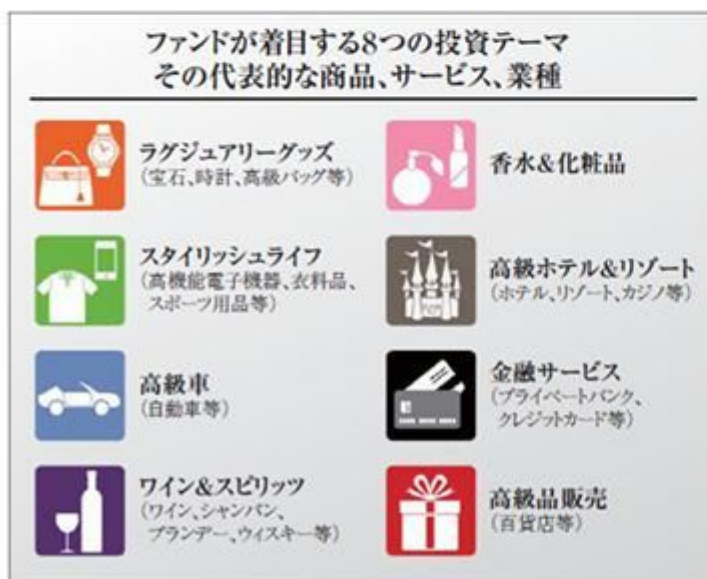 ファンドが着目する8つの投資テーマ
その代表的な商品、サービス、業種
ラグジュアリーグッズ
(宝石、時計、高級バッグ等)
香水&化粧品
スタイリッシュライフ
(高機能電子機器、衣料品、
スポーツ用品等)
高級ホテル&リゾート
(ホテル、リゾート、カジノ等)
高級車
(自動車等)
金融サービス
(プライベートバンク、
クレジットカード等)
ワイン&スピリッツ
(ワイン、シャンパン、
ブランデー、ウィスキー等)
高級品販売
(百貨店等)